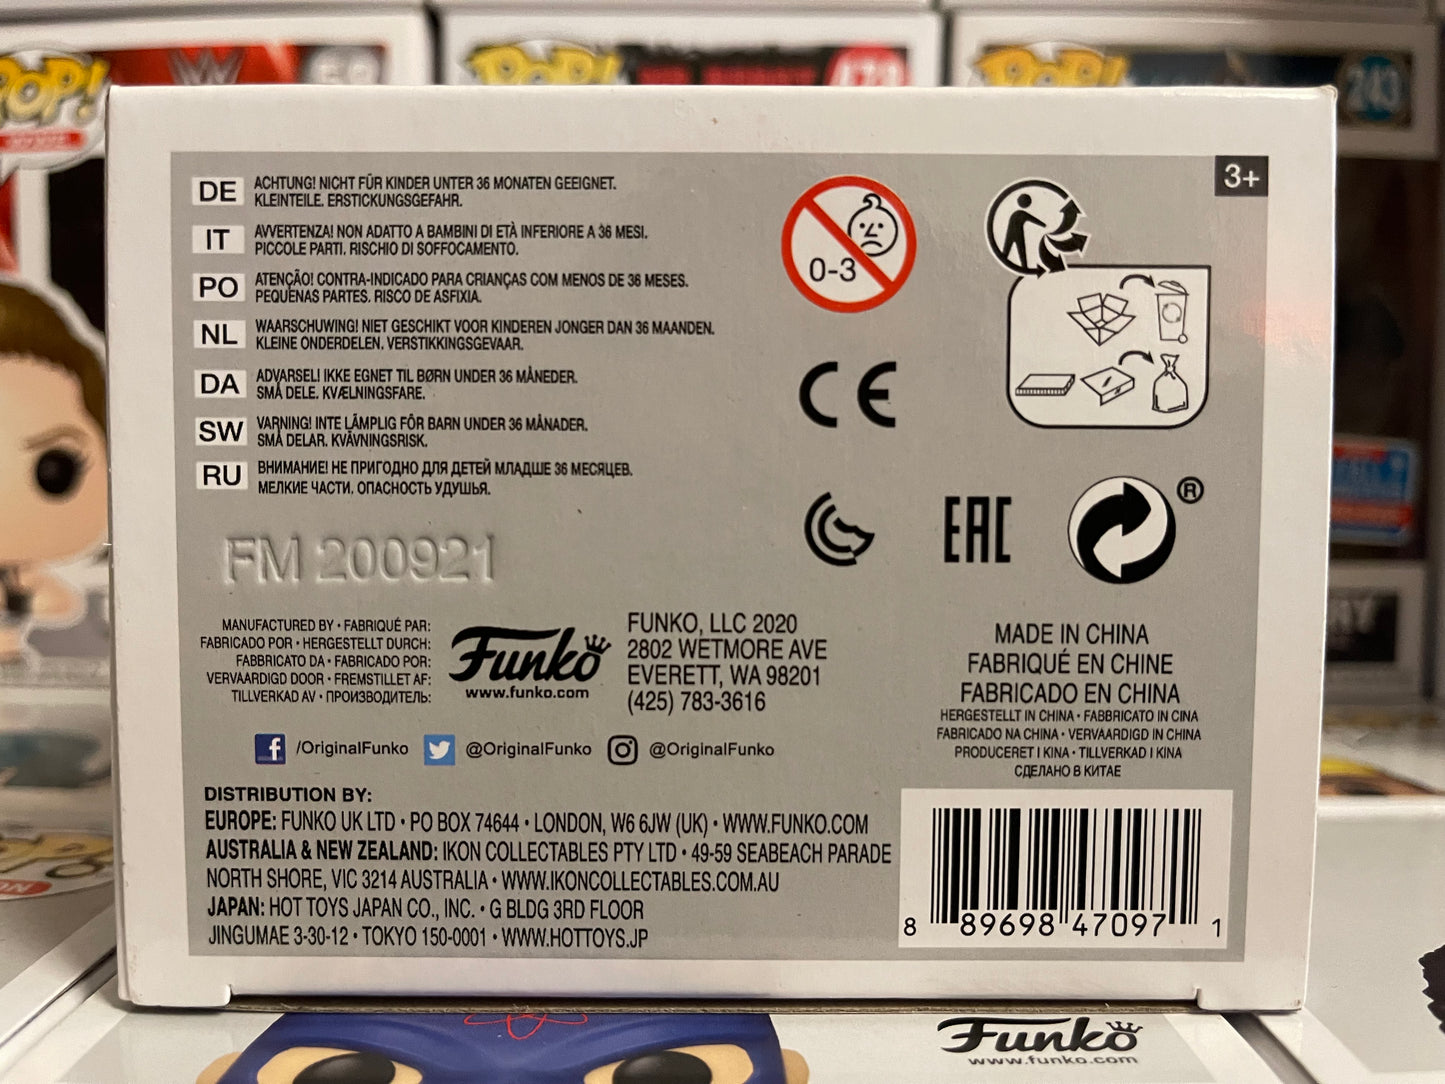 POP!
POP!
POP!
243
3+
DE ACHTUNG! NICHT FÜR KINDER UNTER 36 MONATEN GEEIGNET.
KLEINTEILE. ERSTICKUNGSGEFAHR.
IT AVVERTENZA! NON ADATTO A BAMBINI DI ETÀ INFERIORE A 36 MESI.
PICCOLE PARTI. RISCHIO DI SOFFOCAMENTO.
PO ATENÇÃO! CONTRA-INDICADO PARA CRIANÇAS COM MENOS DE 36 MESES.
PEQUENAS PARTES. RISCO DE ASFIXIA.
NL WAARSCHUWING! NIET GESCHIKT VOOR KINDEREN JONGER DAN 36 MAANDEN.
KLEINE ONDERDELEN. VERSTIKKINGSGEVAAR.
DA ADVARSEL! IKKE EGNET TIL BØRN UNDER 36 MÅNEDER.
SMÅ DELE. KVÆLNINGSFARE.
SW VARNING! INTE LÄMPLIG FÖR BARN UNDER 36 MÅNADER.
SMÅ DELAR. KVÄVNINGSRISK.
RU ВНИМАНИЕ! НЕ ПРИГОДНО ДЛЯ ДЕТЕЙ МЛАДШЕ 36 МЕСЯЦЕВ.
МЕЛКИЕ ЧАСТИ. ОПАСНОСТЬ УДУШЬЯ.
0-3
CE
EAC
®
FM 200921
MANUFACTURED BY • FABRIQUÉ PAR:
FABRICADO POR • HERGESTELLT DURCH:
FABBRICATO DA • FABRICADO POR:
VERVAARDIGD DOOR • FREMSTILLET AF:
TILLVERKAD AV • ПРОИЗВОДИТЕЛЬ:
Funko
www.funko.com
FUNKO, LLC 2020
2802 WETMORE AVE
EVERETT, WA 98201
(425) 783-3616
MADE IN CHINA
FABRIQUÉ EN CHINE
FABRICADO EN CHINA
HERGESTELLT IN CHINA • FABBRICATO IN CINA
FABRICADO NA CHINA • VERVAARDIGD IN CHINA
PRODUCERET I KINA • TILLVERKAD I KINA
СДЕЛАНО В КИТАЕ
f /OriginalFunko @OriginalFunko @OriginalFunko
DISTRIBUTION BY:
EUROPE: FUNKO UK LTD • PO BOX 74644 • LONDON, W6 6JW (UK) • WWW.FUNKO.COM
AUSTRALIA & NEW ZEALAND: IKON COLLECTABLES PTY LTD • 49-59 SEABEACH PARADE
NORTH SHORE, VIC 3214 AUSTRALIA • WWW.IKONCOLLECTABLES.COM.AU
JAPAN: HOT TOYS JAPAN CO., INC. • G BLDG 3RD FLOOR
JINGUMAE 3-30-12 • TOKYO 150-0001 • WWW.HOTTOYS.JP
8 89698 47097 1
Funko
www.funko.com